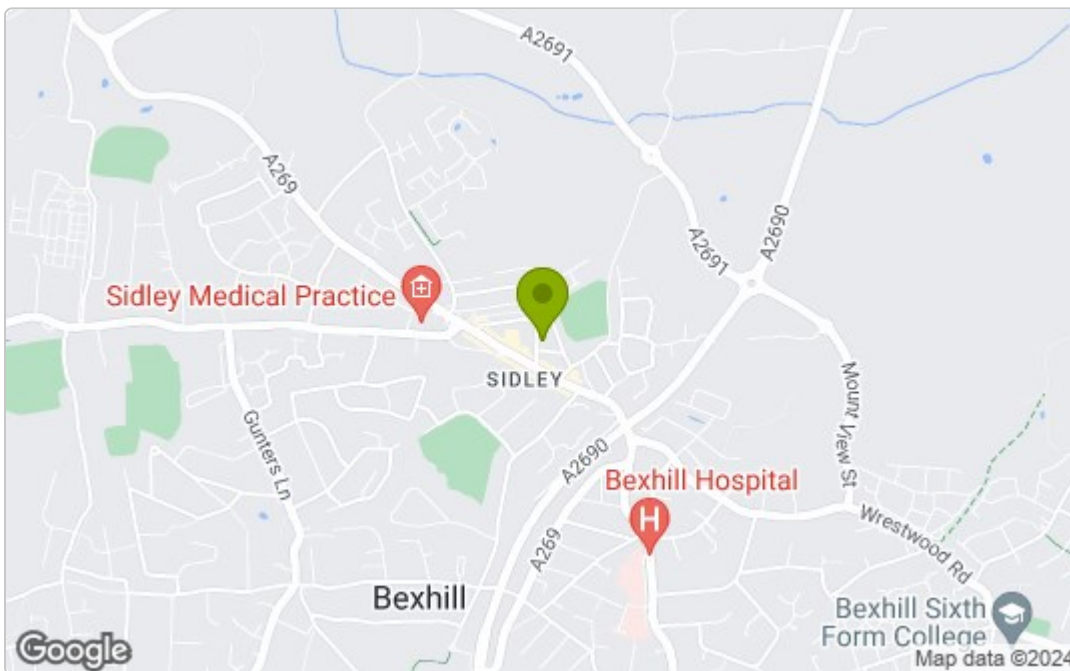 A2691
A269
A2690
A2691
Sidley Medical Practice
SIDLEY
Mount View St
Gunters Ln
A2690
Bexhill Hospital
H
A269
Wrestwood Rd
Bexhill
Bexhill Sixth
Form College
Google
Map data ©2024